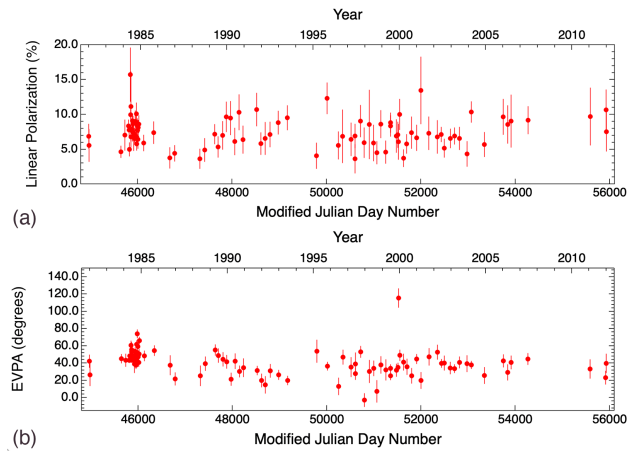 Year
1985 1990 1995 2000 2005 2010
20.0
15.0
10.0
5.0
0.0
Linear Polarization (%)
46000 48000 50000 52000 54000 56000
(a)
Modified Julian Day Number
Year
1985 1990 1995 2000 2005 2010
140.0
120.0
100.0
80.0
60.0
40.0
20.0
0.0
EVPA (degrees)
46000 48000 50000 52000 54000 56000
(b)
Modified Julian Day Number